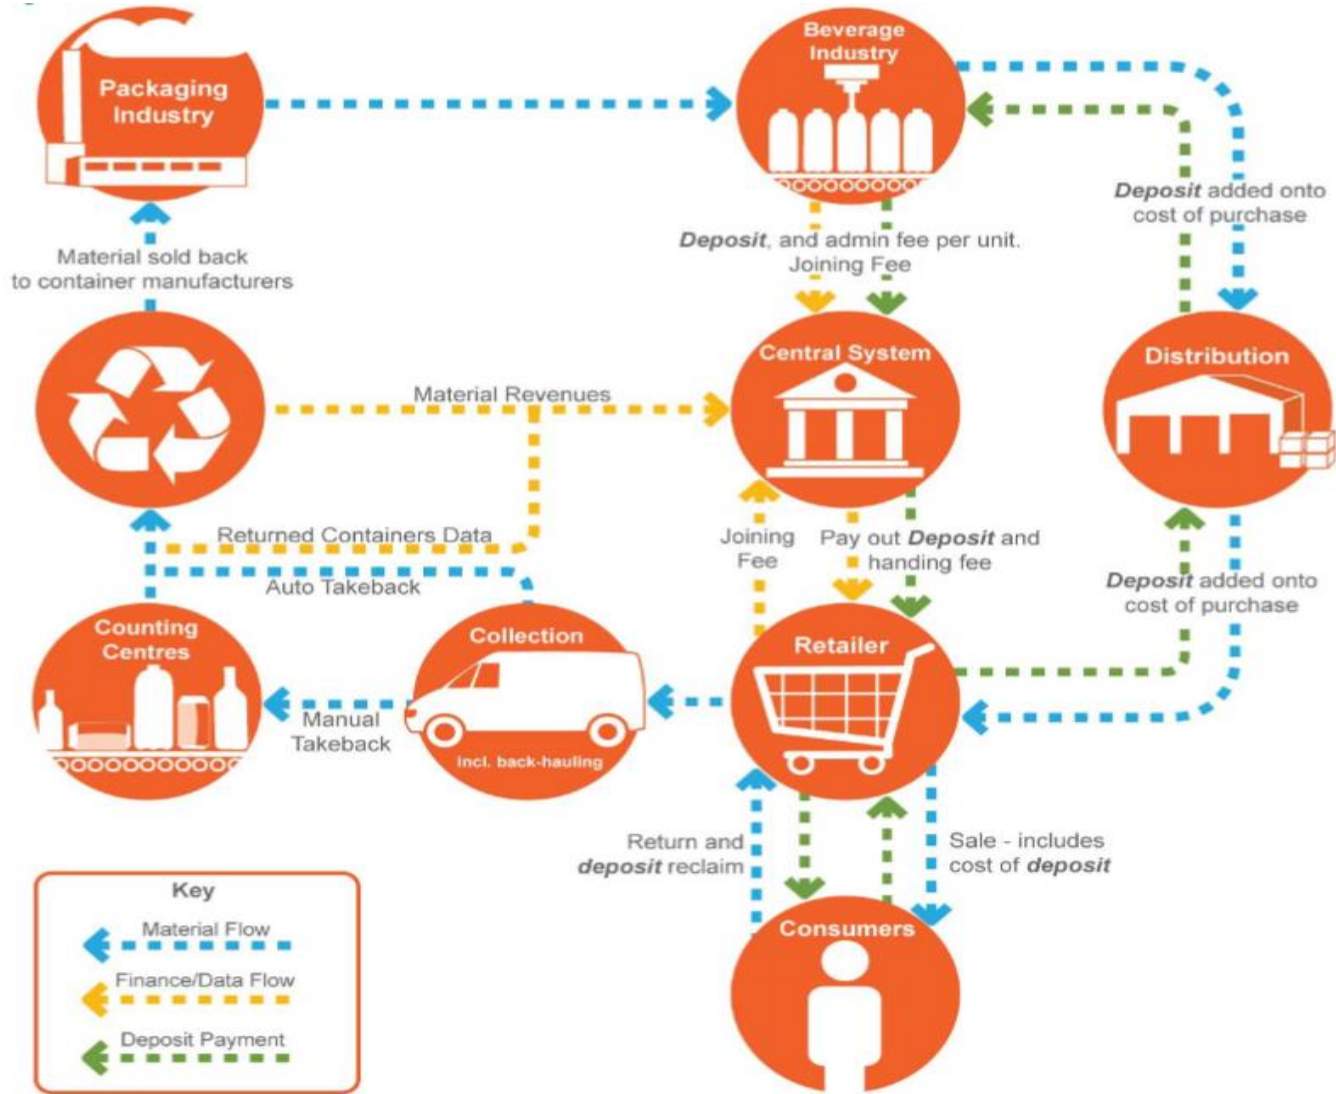 Packaging
Industry
Beverage
Industry
Deposit added onto
cost of purchase
Deposit, and admin fee per unit.
Joining Fee
Material sold back
to container manufacturers
Central System
Distribution
Material Revenues
Returned Containers Data
Auto Takeback
Joining
Fee
Pay out Deposit and
handing fee
Deposit added onto
cost of purchase
Counting
Centres
Collection
incl. back-hauling
Manual
Takeback
Retailer
Return and
deposit reclaim
Sale - includes
cost of deposit
Consumers
Key
Material Flow
Finance/Data Flow
Deposit Payment